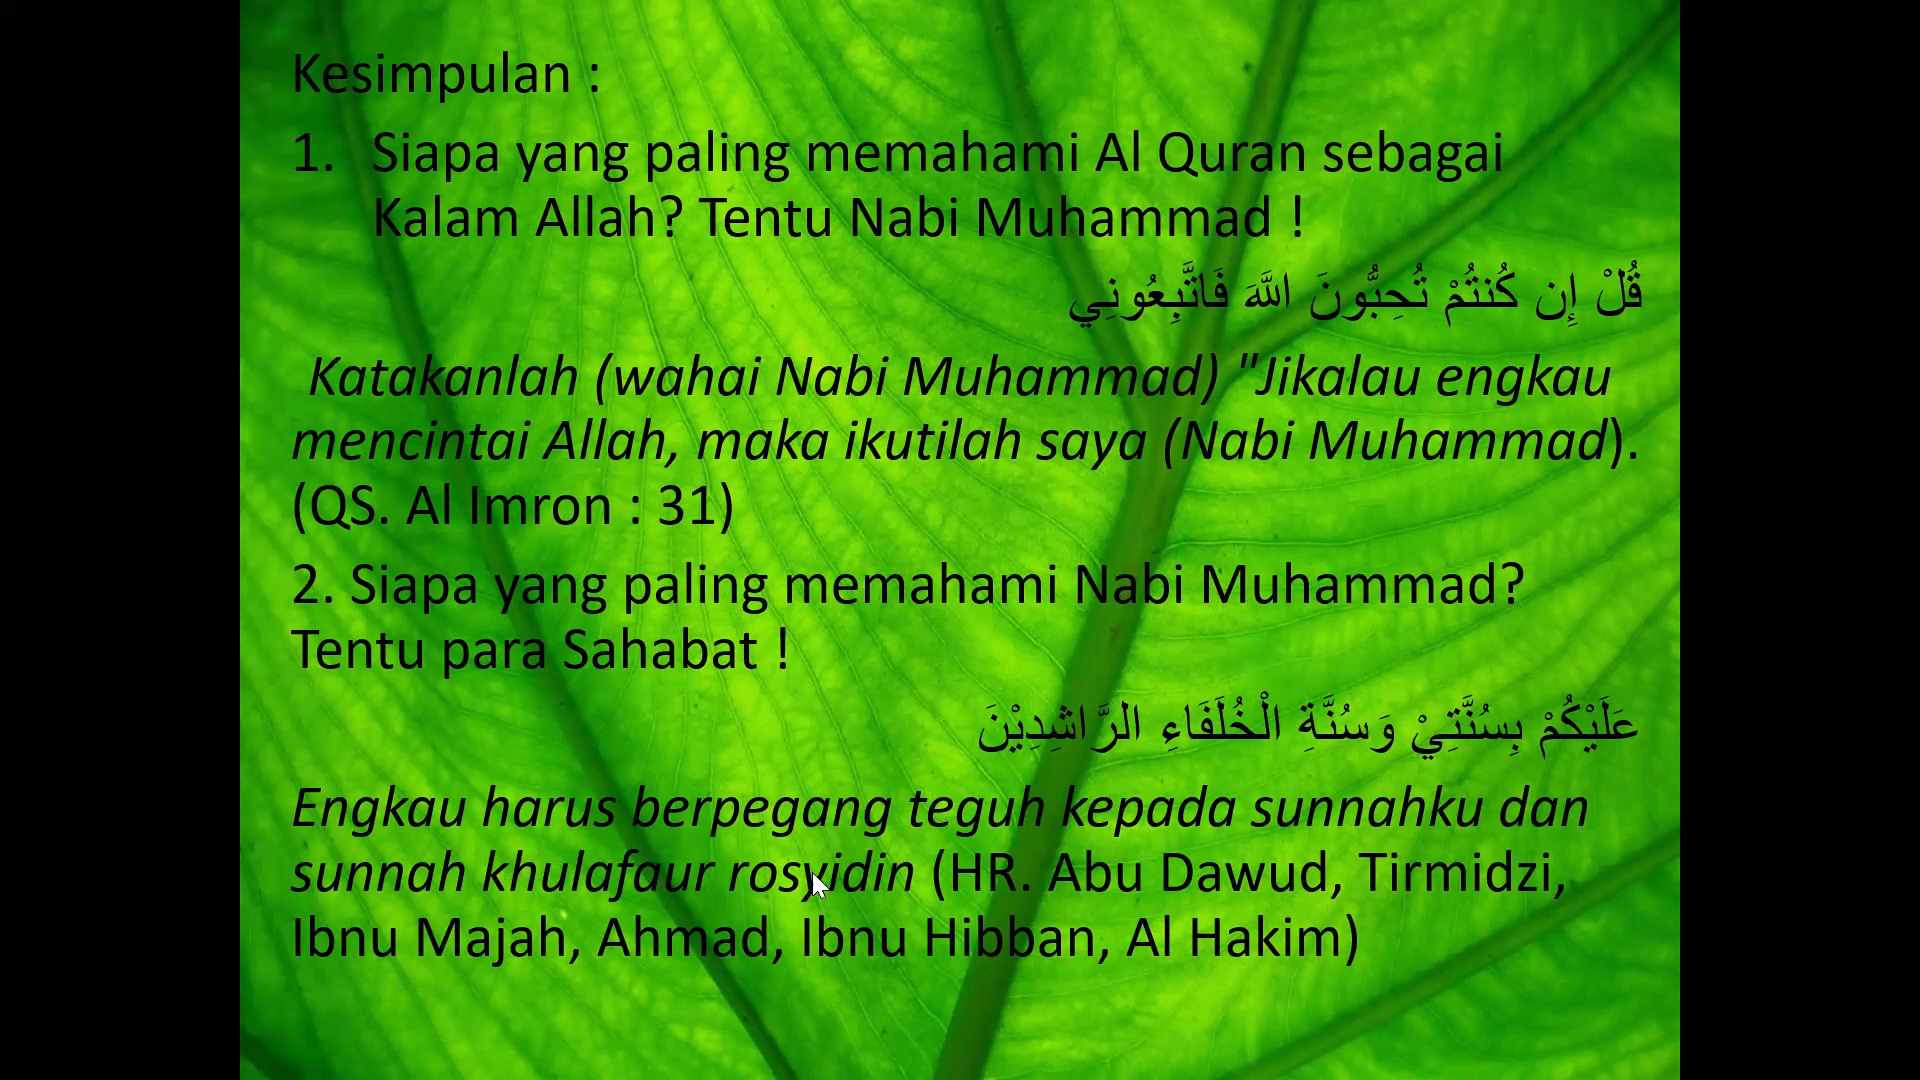 Kesimpulan :
1. Siapa yang paling memahami Al Quran sebagai
Kalam Allah? Tentu Nabi Muhammad !
قُلْ إِن كُنتُمْ تُحِبُّونَ اللَّهَ فَاتَّبِعُونِي
Katakanlah (wahai Nabi Muhammad) "Jikalau engkau
mencintai Allah, maka ikutilah saya (Nabi Muhammad).
(QS. Al Imron : 31)
2. Siapa yang paling memahami Nabi Muhammad?
Tentu para Sahabat !
عَلَيْكُمْ بِسُنَّتِيْ وَسُنَّةِ الْخُلَفَاءِ الرَّاشِدِيْنَ
Engkau harus berpegang teguh kepada sunnahku dan
sunnah khulafaur rosyidin (HR. Abu Dawud, Tirmidzi,
Ibnu Majah, Ahmad, Ibnu Hibban, Al Hakim)